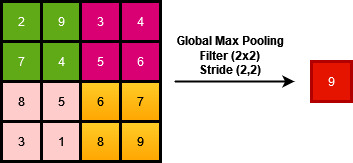 2 9 3 4
7 4 5 6
8 5 6 7
3 1 8 9
Global Max Pooling
Filter (2x2)
Stride (2,2)
9